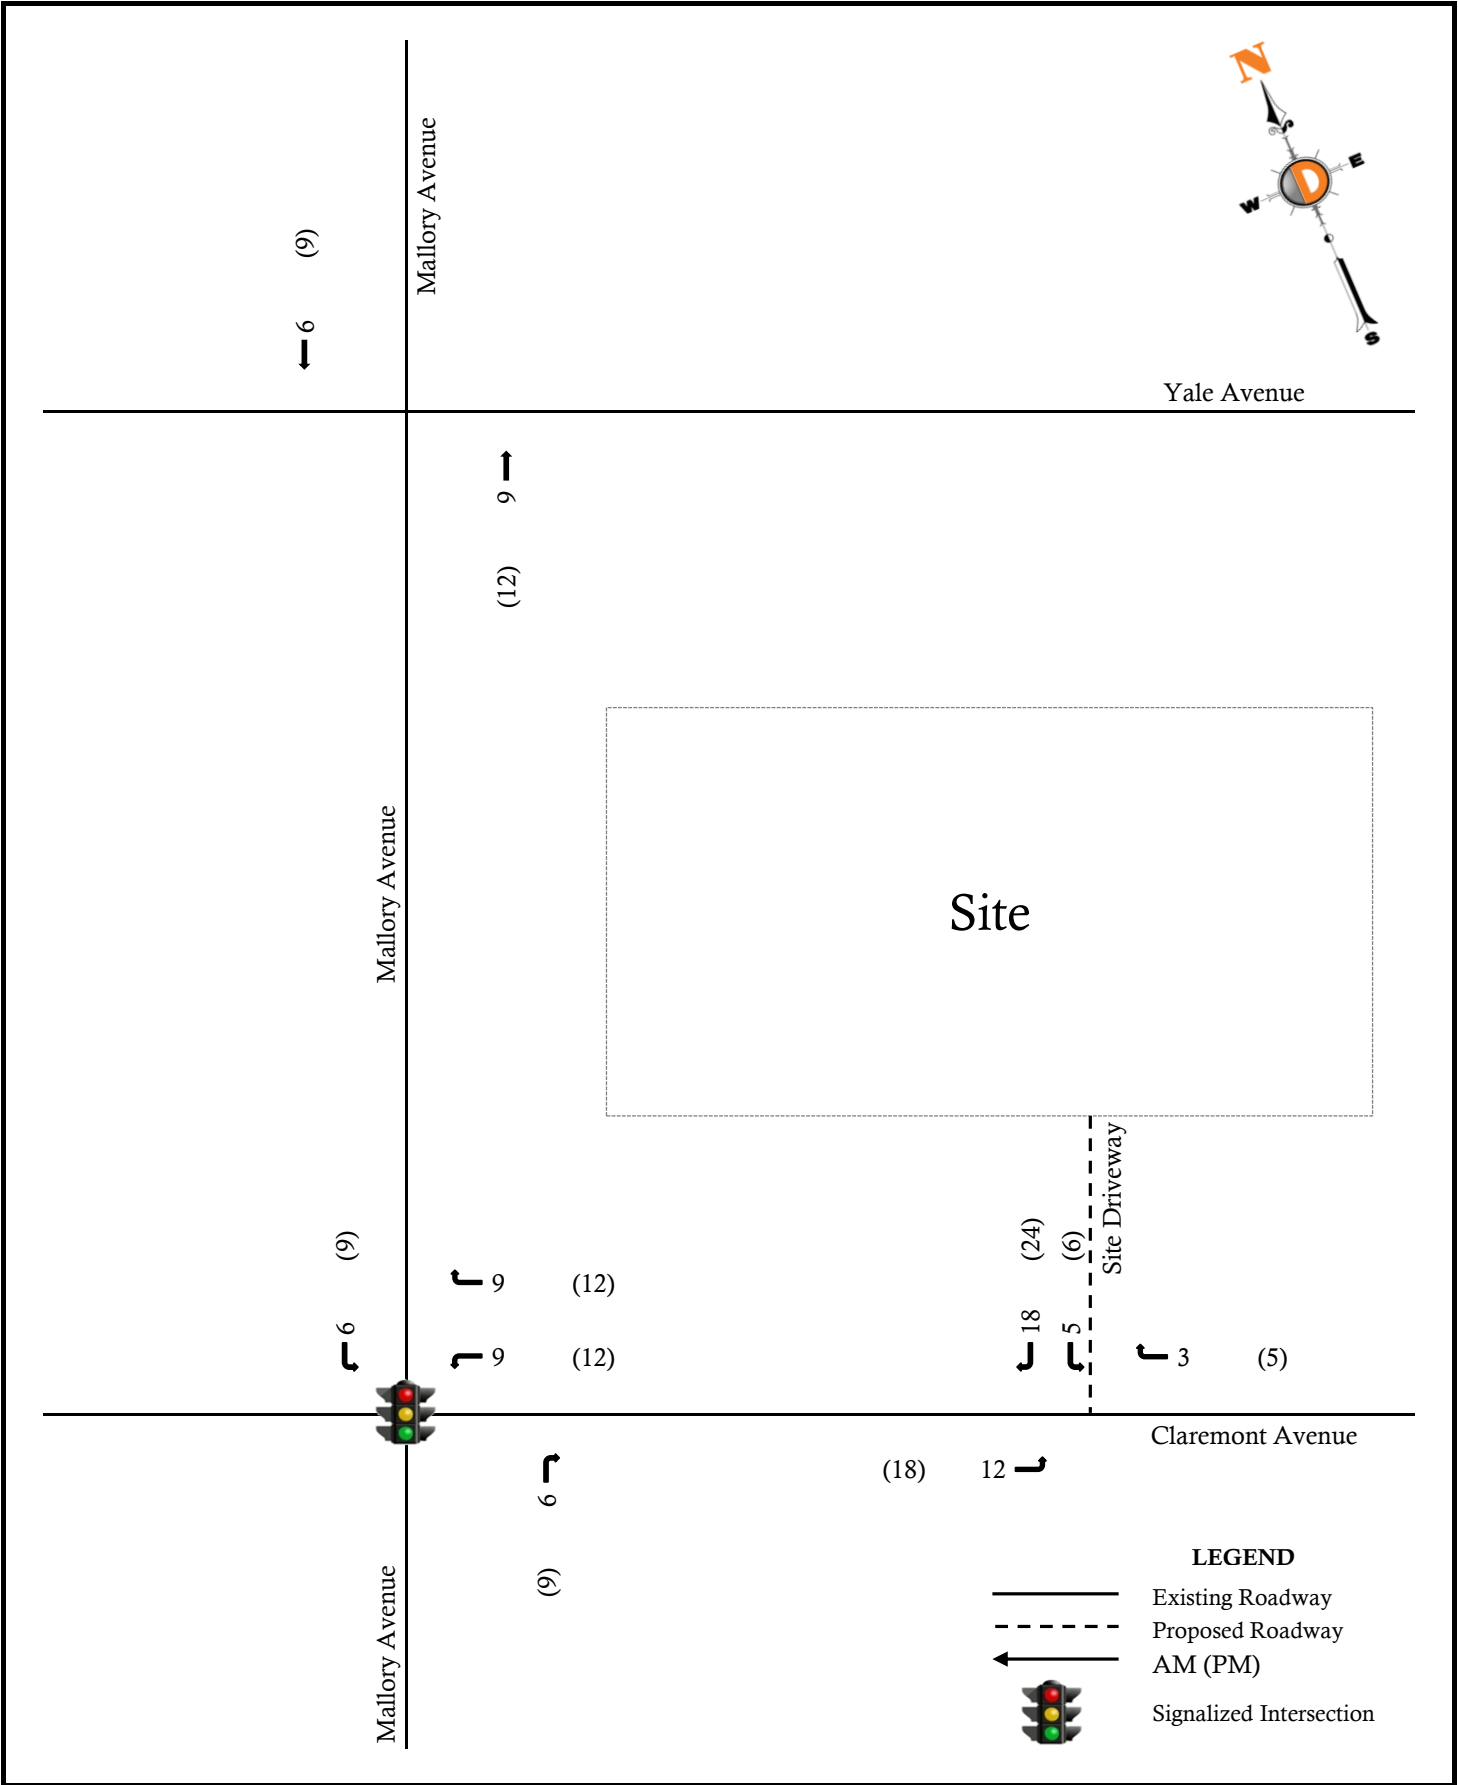 N
E
W
D
S
Mallory Avenue
(9)
6
Yale Avenue
9
(12)
Mallory Avenue
Site
Site Driveway
(9)
(24)
(6)
9 (12)
6
18
5
9 (12)
3 (5)
Claremont Avenue
(18) 12
6
(9)
Mallory Avenue
LEGEND
Existing Roadway
Proposed Roadway
AM (PM)
Signalized Intersection